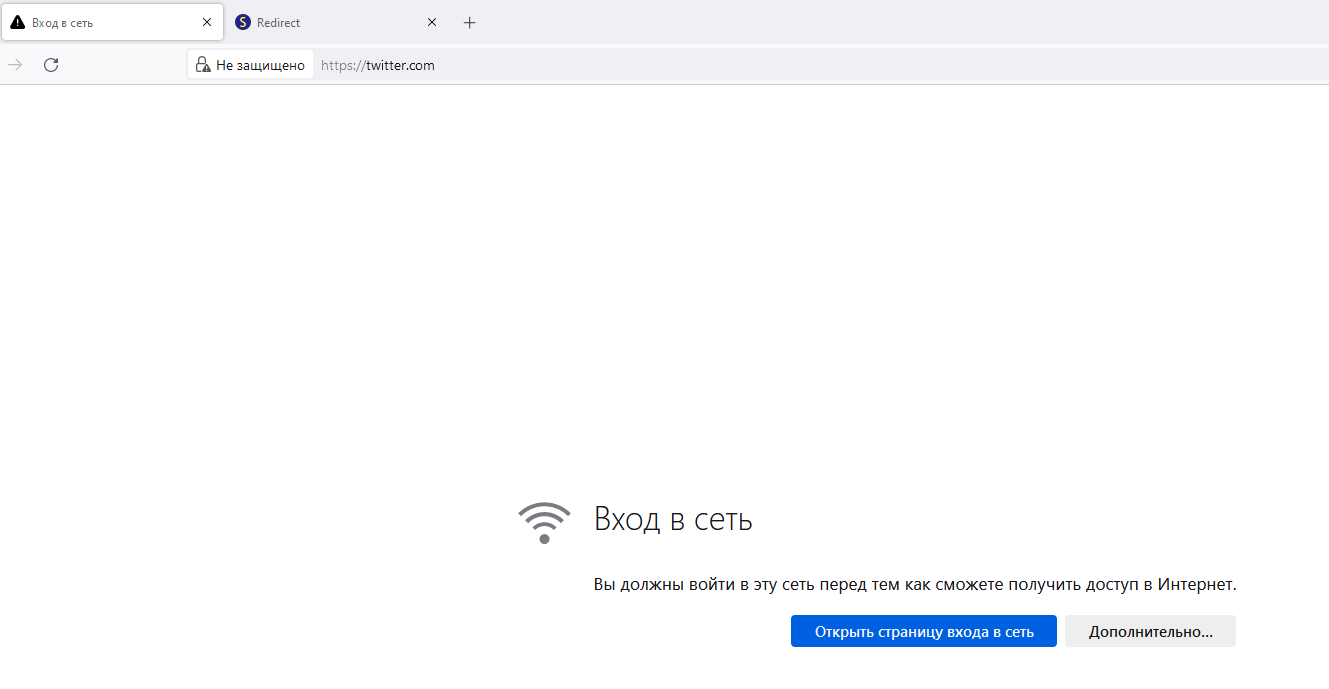 Вход в сеть
Redirect
Не защищено https://twitter.com
Вход в сеть
Вы должны войти в эту сеть перед тем как сможете получить доступ в Интернет.
Открыть страницу входа в сеть Дополнительно...